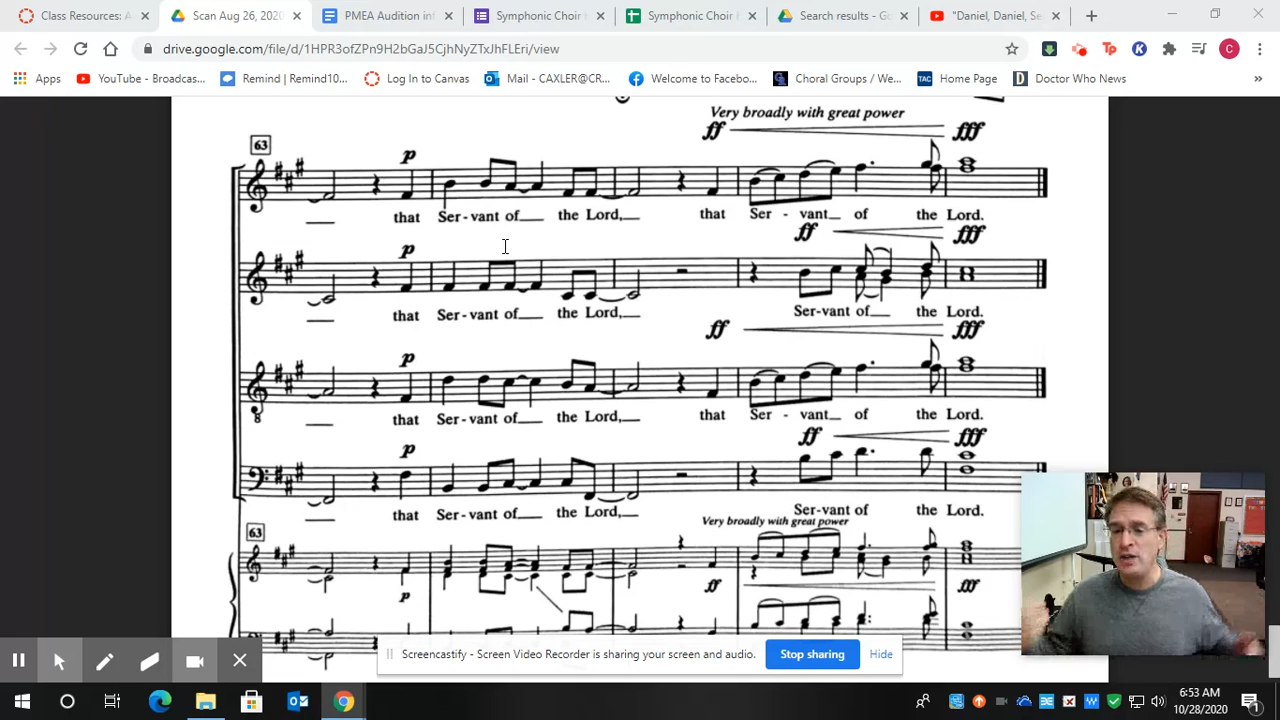 Class Resources: A
Scan Aug 26, 2020
PMEA Audition in
Symphonic Choir
Symphonic Choir
Search results - Go
"Daniel, Daniel, Se
drive.google.com/file/d/1HPR3ofZPn9H2bGaJ5CjhNyZTxJhFLEri/view
C
Apps
YouTube - Broadcas...
Remind | Remind10...
Log In to Canvas
Mail - CAXLER@CR...
Welcome to Facebo...
Choral Groups / We...
Home Page
Doctor Who News
»
Very broadly with great power
ff fff
63
p
that Ser-vant of the Lord, that Ser - vant of the Lord.
ff fff
p
that Ser-vant of the Lord, Ser-vant of the Lord.
ff fff
p
that Ser-vant of the Lord, that Ser - vant of the Lord.
ff fff
p
that Ser-vant of the Lord, Ser-vant of the Lord.
63
Very broadly with great power
p ff fff
Screencastify - Screen Video Recorder is sharing your screen and audio.
Stop sharing
Hide
6:53 AM
10/28/2020